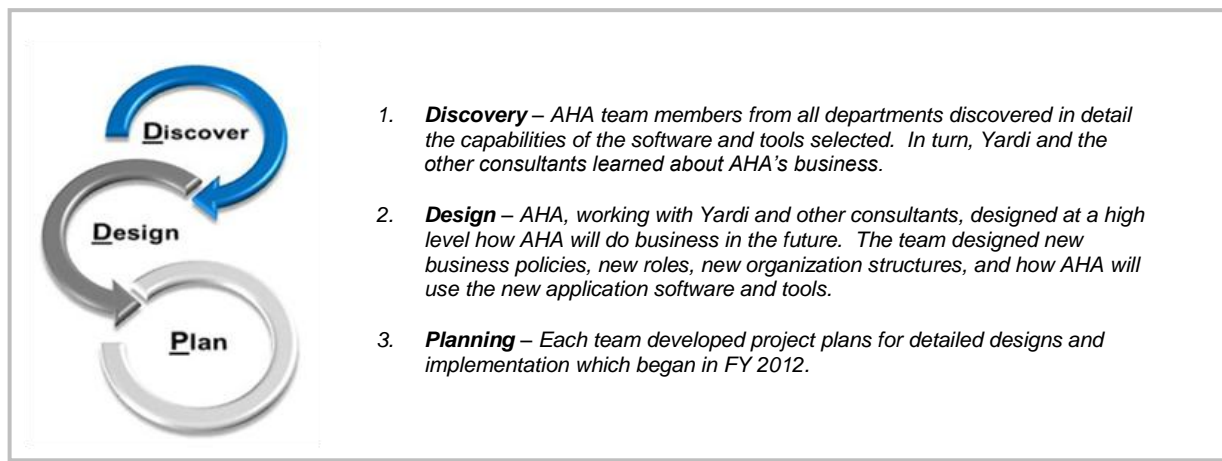 Discover
Design
Plan
1. Discovery – AHA team members from all departments discovered in detail
the capabilities of the software and tools selected. In turn, Yardi and the
other consultants learned about AHA's business.
2. Design – AHA, working with Yardi and other consultants, designed at a high
level how AHA will do business in the future. The team designed new
business policies, new roles, new organization structures, and how AHA will
use the new application software and tools.
3. Planning – Each team developed project plans for detailed designs and
implementation which began in FY 2012.